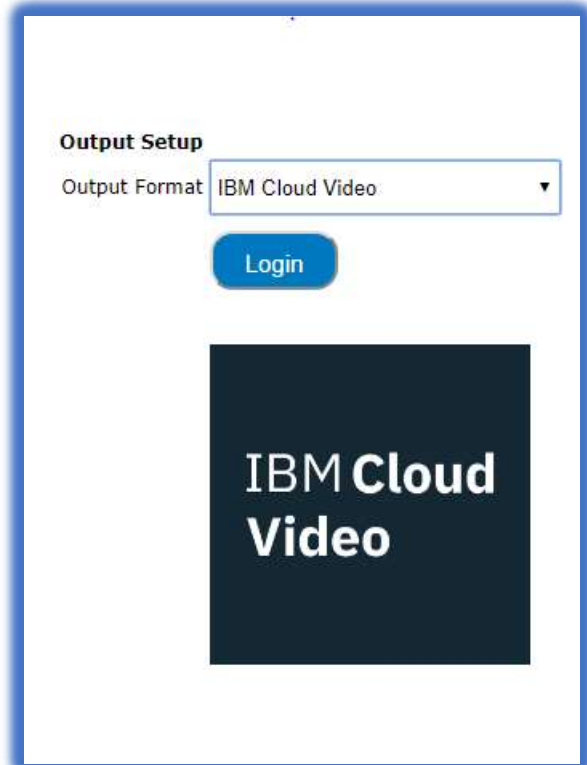 Output Setup
Output Format IBM Cloud Video
Login
IBM Cloud
Video